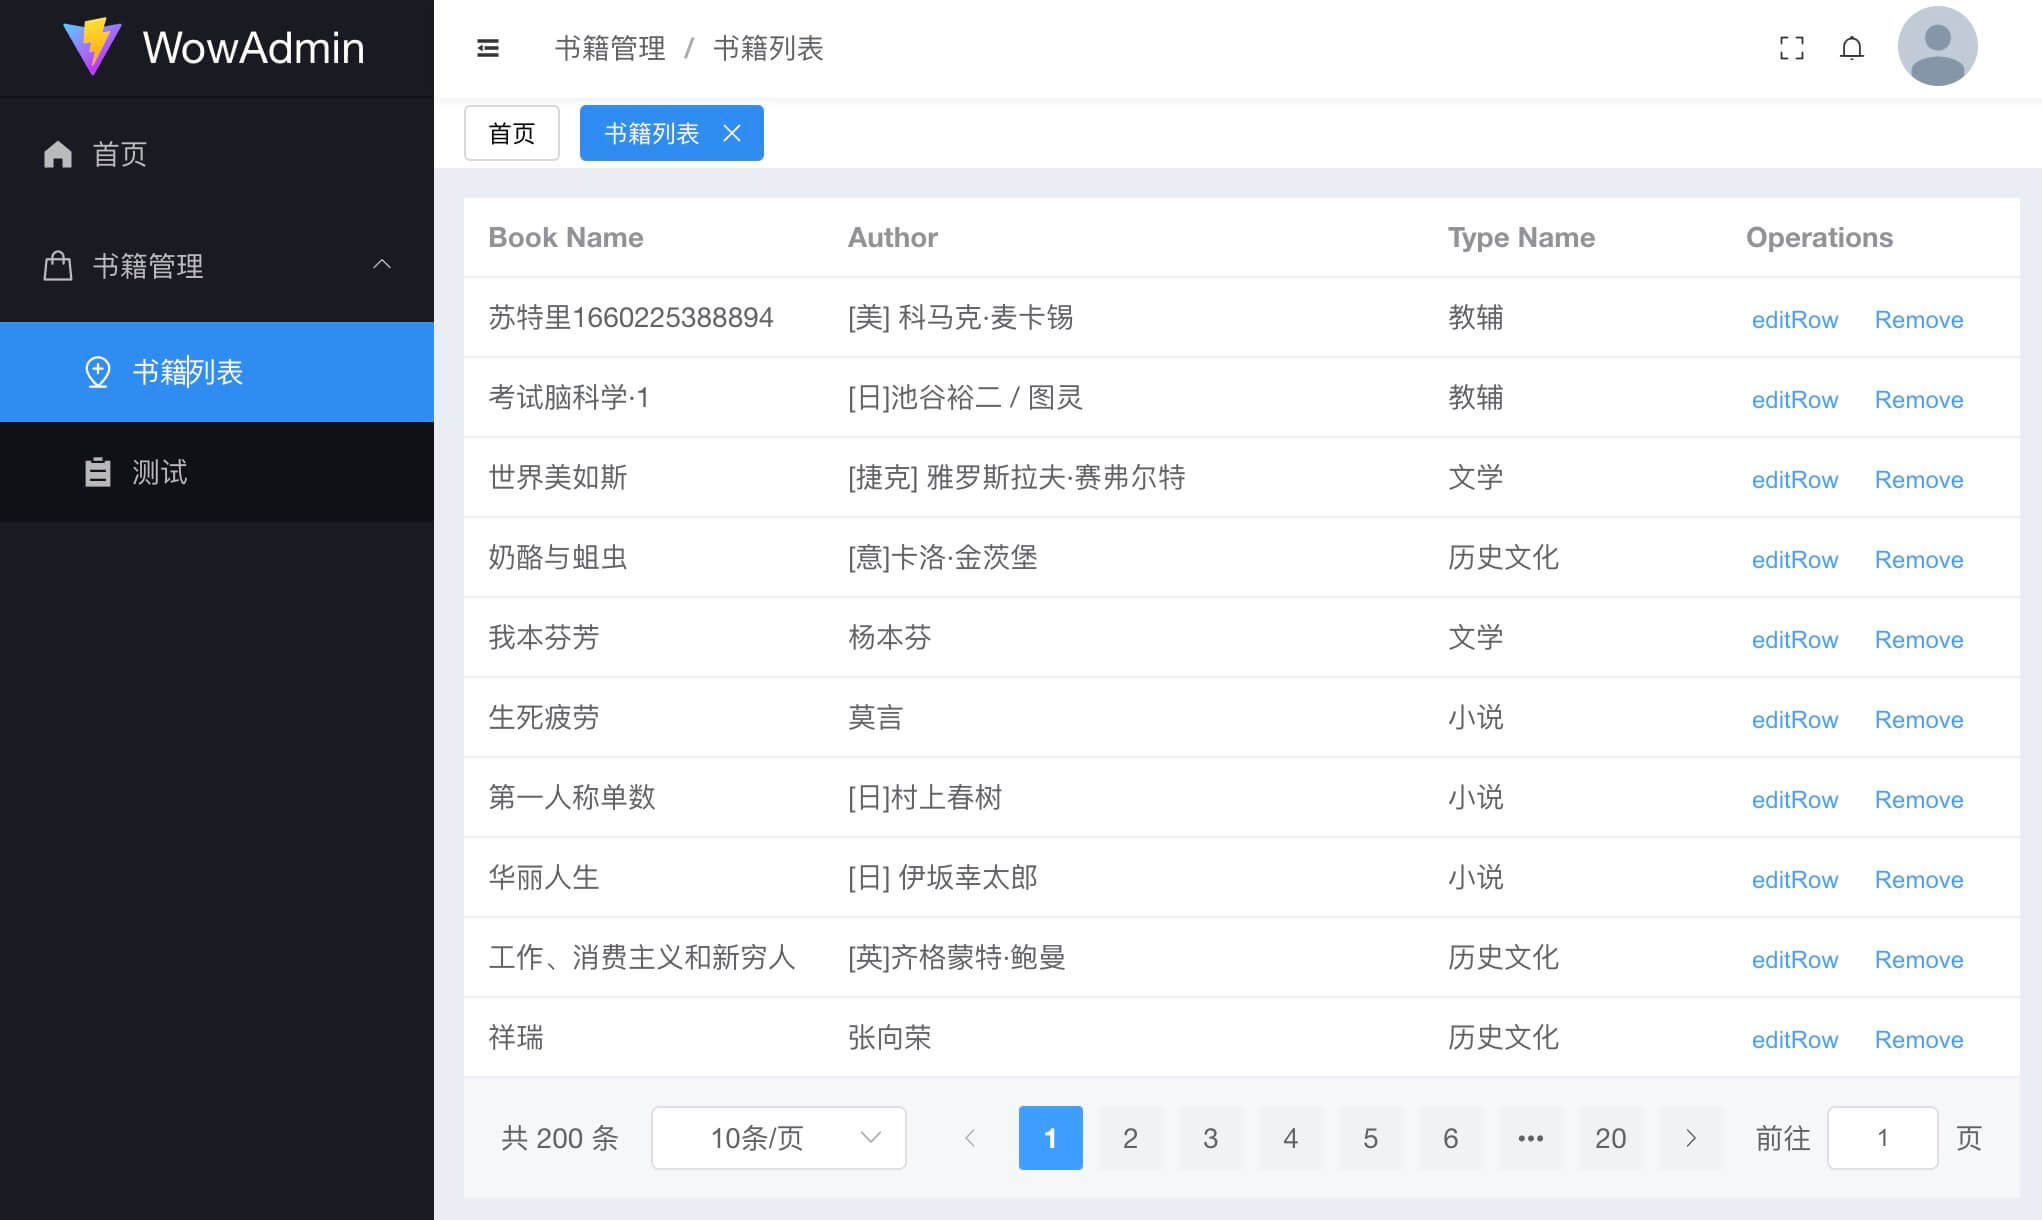 WowAdmin
书籍管理 / 书籍列表
首页
书籍管理
书籍列表
测试
首页 书籍列表
Book Name Author Type Name Operations
苏特里1660225388894 [美] 科马克·麦卡锡 教辅 editRow Remove
考试脑科学·1 [日]池谷裕二 / 图灵 教辅 editRow Remove
世界美如斯 [捷克] 雅罗斯拉夫·赛弗尔特 文学 editRow Remove
奶酪与蛆虫 [意]卡洛·金茨堡 历史文化 editRow Remove
我本芬芳 杨本芬 文学 editRow Remove
生死疲劳 莫言 小说 editRow Remove
第一人称单数 [日]村上春树 小说 editRow Remove
华丽人生 [日] 伊坂幸太郎 小说 editRow Remove
工作、消费主义和新穷人 [英]齐格蒙特·鲍曼 历史文化 editRow Remove
祥瑞 张向荣 历史文化 editRow Remove
共 200 条 10条/页 1 2 3 4 5 6 ••• 20 前往 1 页